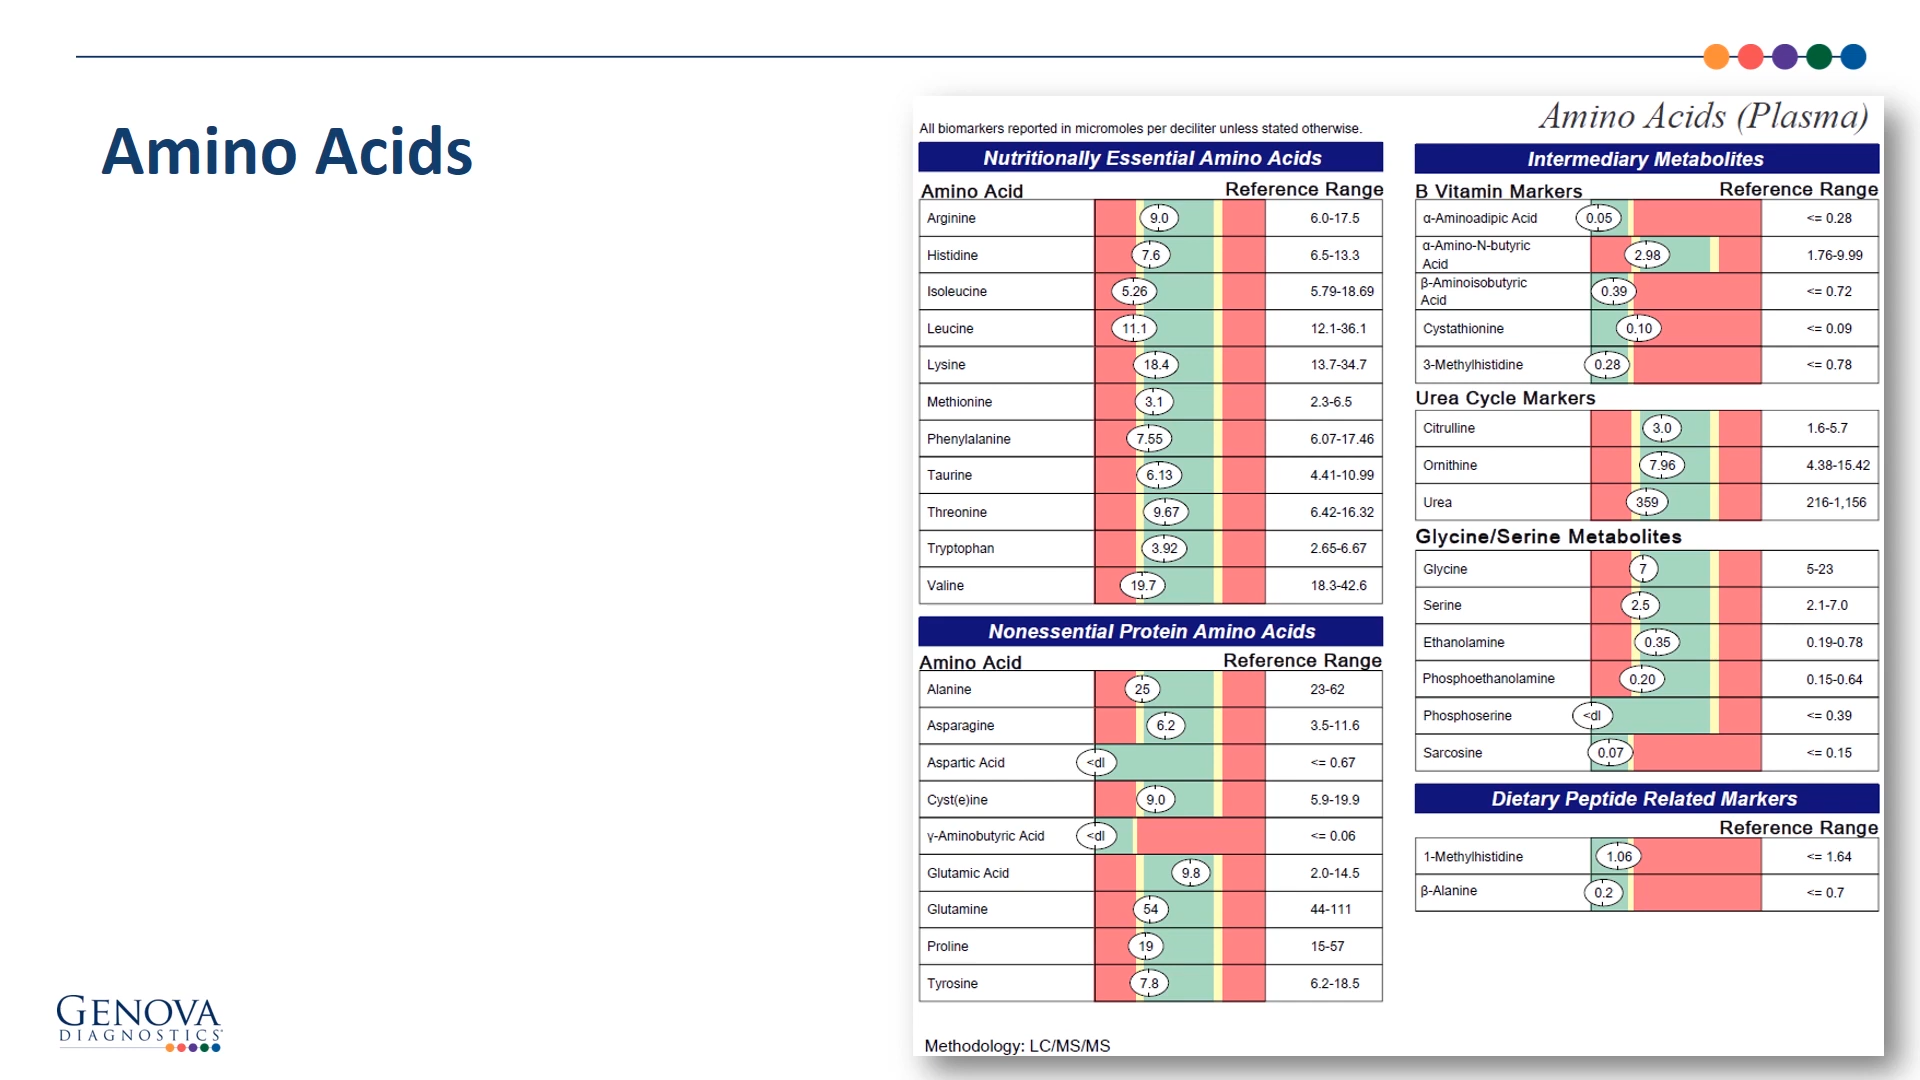 Amino Acids
Amino Acids (Plasma)
All biomarkers reported in micromoles per deciliter unless stated otherwise.
Nutritionally Essential Amino Acids
Amino Acid Reference Range
Arginine 9.0 6.0-17.5
Histidine 7.6 6.5-13.3
Isoleucine 5.26 5.79-18.69
Leucine 11.1 12.1-36.1
Lysine 18.4 13.7-34.7
Methionine 3.1 2.3-6.5
Phenylalanine 7.55 6.07-17.46
Taurine 6.13 4.41-10.99
Threonine 9.67 6.42-16.32
Tryptophan 3.92 2.65-6.67
Valine 19.7 18.3-42.6
Nonessential Protein Amino Acids
Amino Acid Reference Range
Alanine 25 23-62
Asparagine 6.2 3.5-11.6
Aspartic Acid <dl <= 0.67
Cyst(e)ine 9.0 5.9-19.9
γ-Aminobutyric Acid <dl <= 0.06
Glutamic Acid 9.8 2.0-14.5
Glutamine 54 44-111
Proline 19 15-57
Tyrosine 7.8 6.2-18.5
Methodology: LC/MS/MS
Intermediary Metabolites
B Vitamin Markers Reference Range
α-Aminoadipic Acid 0.05 <= 0.28
α-Amino-N-butyric
Acid 2.98 1.76-9.99
β-Aminoisobutyric
Acid 0.39 <= 0.72
Cystathionine 0.10 <= 0.09
3-Methylhistidine 0.28 <= 0.78
Urea Cycle Markers
Citrulline 3.0 1.6-5.7
Ornithine 7.96 4.38-15.42
Urea 359 216-1,156
Glycine/Serine Metabolites
Glycine 7 5-23
Serine 2.5 2.1-7.0
Ethanolamine 0.35 0.19-0.78
Phosphoethanolamine 0.20 0.15-0.64
Phosphoserine <dl <= 0.39
Sarcosine 0.07 <= 0.15
Dietary Peptide Related Markers
Reference Range
1-Methylhistidine 1.06 <= 1.64
β-Alanine 0.2 <= 0.7
GENOVA
DIAGNOSTICS